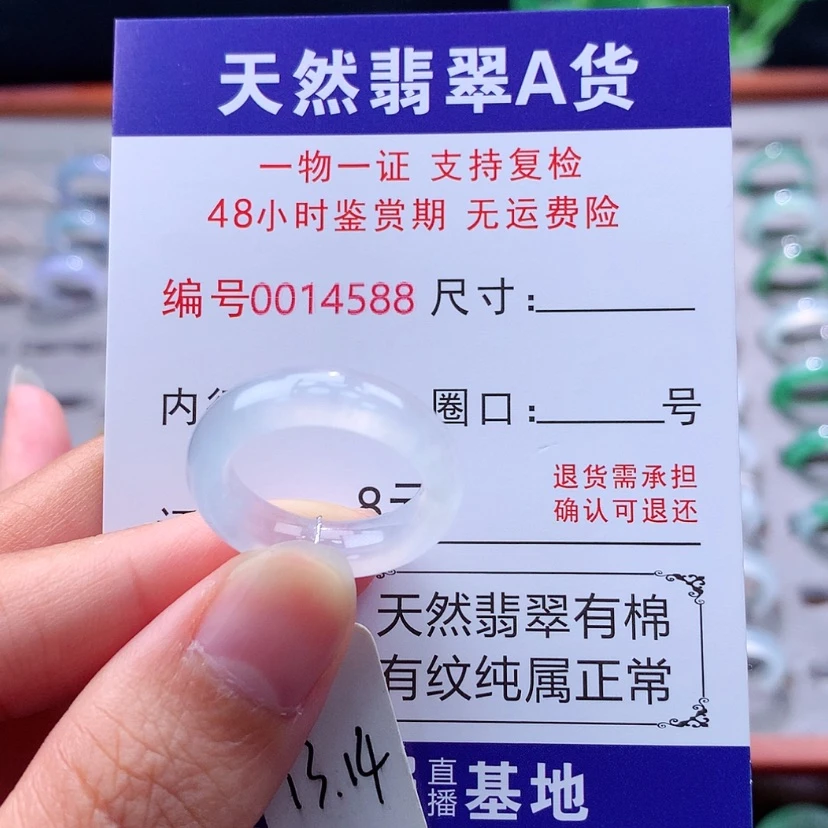 天然翡翠A货
一物一证 支持复检
48小时鉴赏期 无运费险
编号0014588 尺寸:
内 圈口: 号
8元
退货需承担
确认可退还
天然翡翠有棉
有纹纯属正常
直播基地
13.14